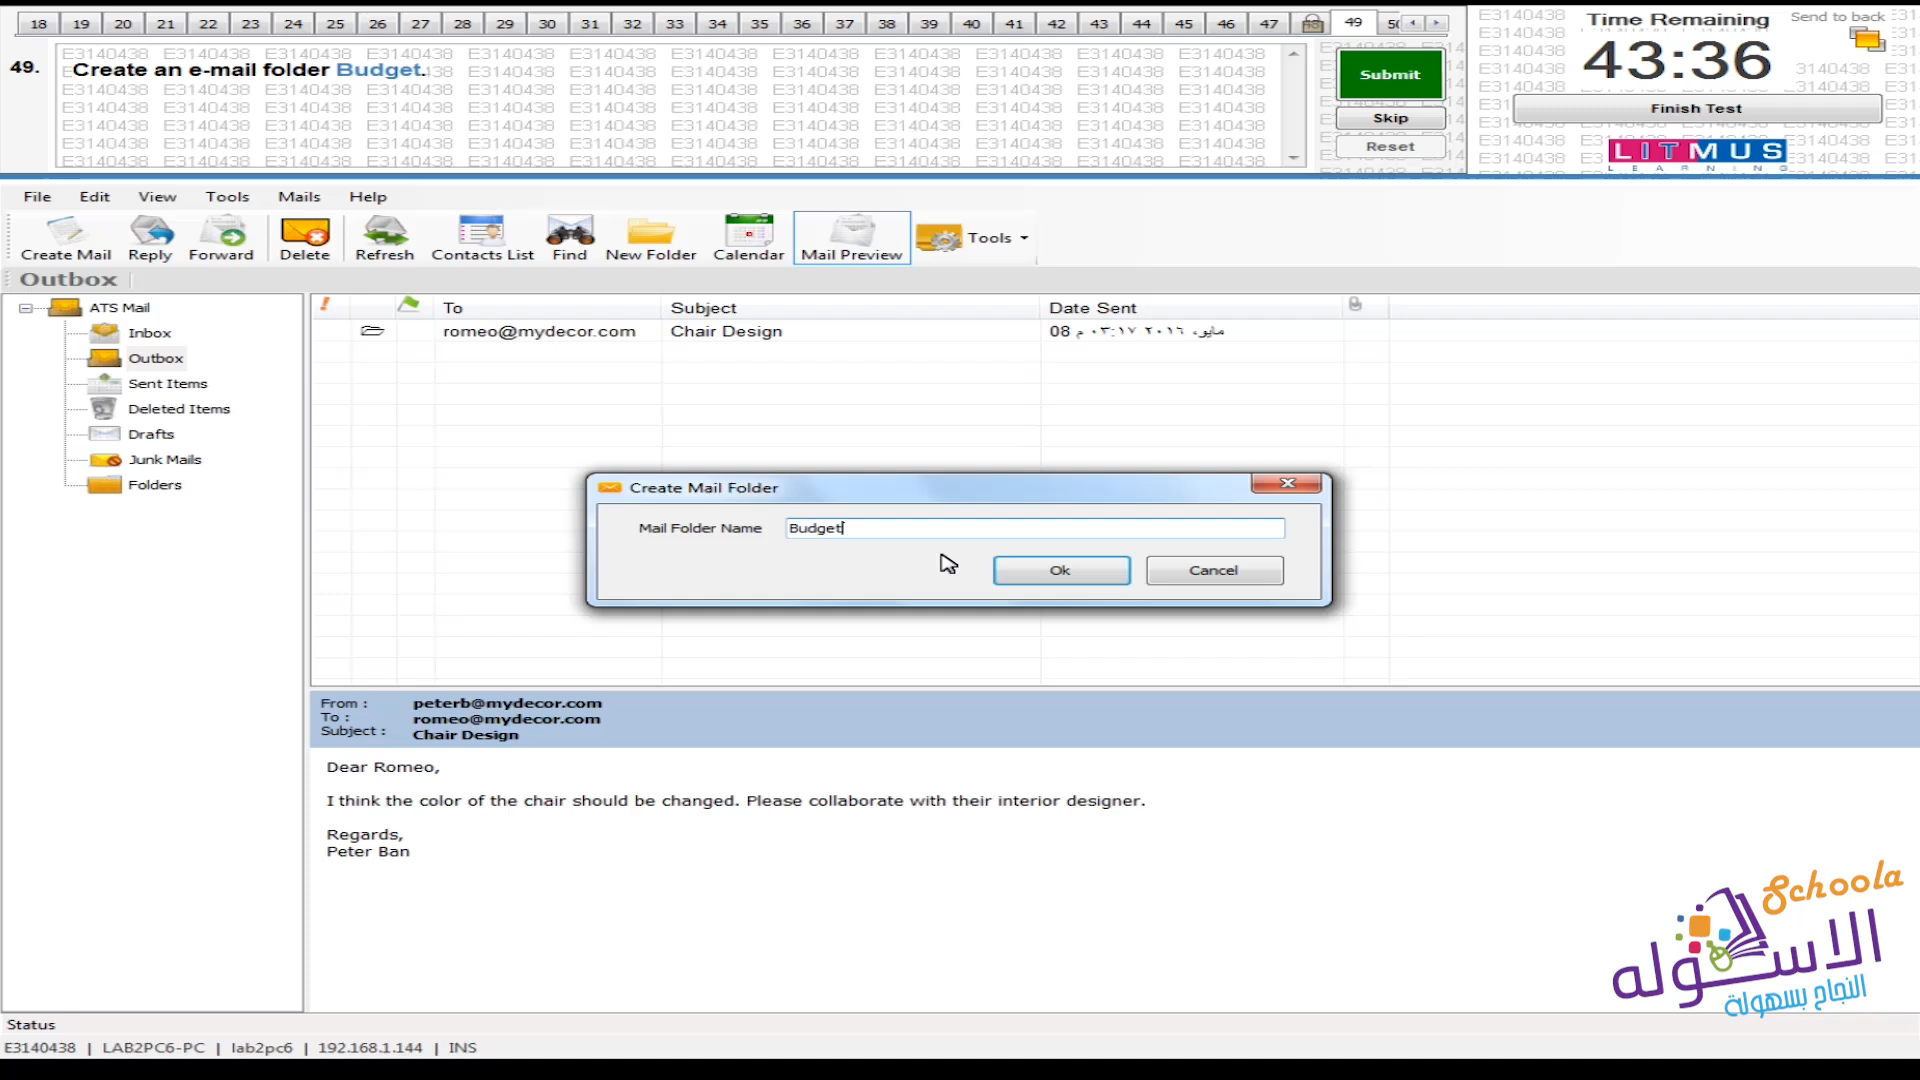 18 19 20 21 22 23 24 25 26 27 28 29 30 31 32 33 34 35 36 37 38 39 40 41 42 43 44 45 46 47 49
49. Create an e-mail folder Budget.
Submit
Skip
Reset
Time Remaining
Send to back
43:36
Finish Test
LITMUS
LEARNING
File Edit View Tools Mails Help
Create Mail Reply Forward Delete Refresh Contacts List Find New Folder Calendar Mail Preview Tools
Outbox
ATS Mail
Inbox
Outbox
Sent Items
Deleted Items
Drafts
Junk Mails
Folders
To Subject Date Sent
romeo@mydecor.com Chair Design 08 مايو، ٢٠١٦ ٠٣:١٧ م
Create Mail Folder
Mail Folder Name Budget
Ok Cancel
From : peterb@mydecor.com
To : romeo@mydecor.com
Subject : Chair Design
Dear Romeo,
I think the color of the chair should be changed. Please collaborate with their interior designer.
Regards,
Peter Ban
Schoola
الاسكوله
النجاح بسهولة
Status
E3140438 | LAB2PC6-PC | lab2pc6 | 192.168.1.144 | INS